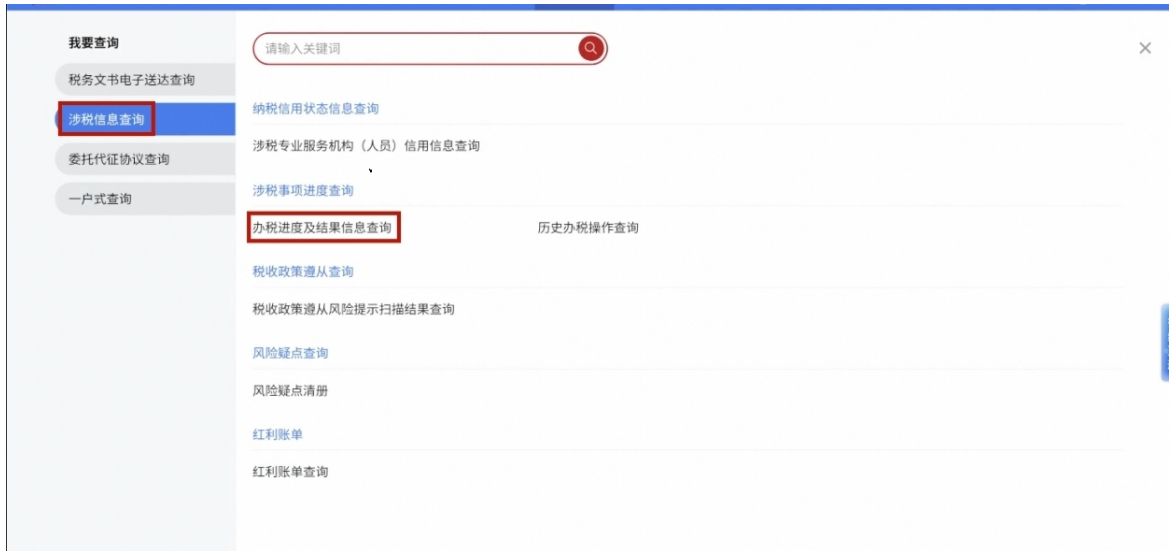 我要查询
税务文书电子送达查询
涉税信息查询
委托代征协议查询
一户式查询
请输入关键词
纳税信用状态信息查询
涉税专业服务机构（人员）信用信息查询
涉税事项进度查询
办税进度及结果信息查询 历史办税操作查询
税收政策遵从查询
税收政策遵从风险提示扫描结果查询
风险疑点查询
风险疑点清册
红利账单
红利账单查询